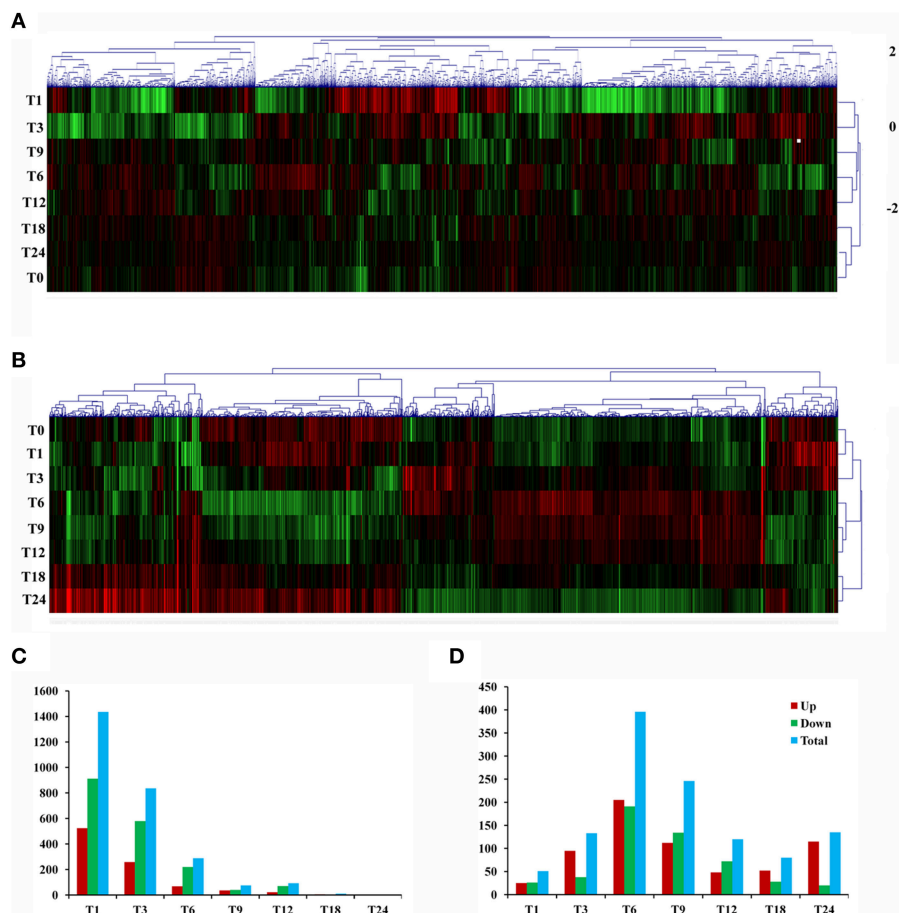 A
2
0
-2
T1
T3
T9
T6
T12
T18
T24
T0
B
T0
T1
T3
T6
T9
T12
T18
T24
C
1600
1400
1200
1000
800
600
400
200
0
T1 T3 T6 T9 T12 T18 T24
D
450
400
350
300
250
200
150
100
50
0
Up
Down
Total
T1 T3 T6 T9 T12 T18 T24